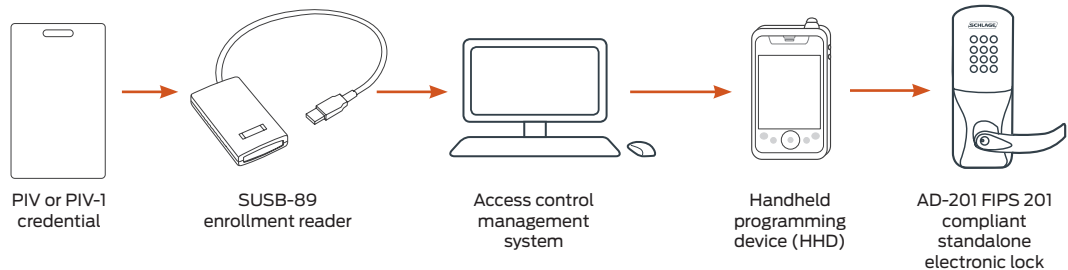 SCHLAGE
PIV or PIV-1
credential
SUSB-89
enrollment reader
Access control
management
system
Handheld
programming
device (HHD)
AD-201 FIPS 201
compliant
standalone
electronic lock